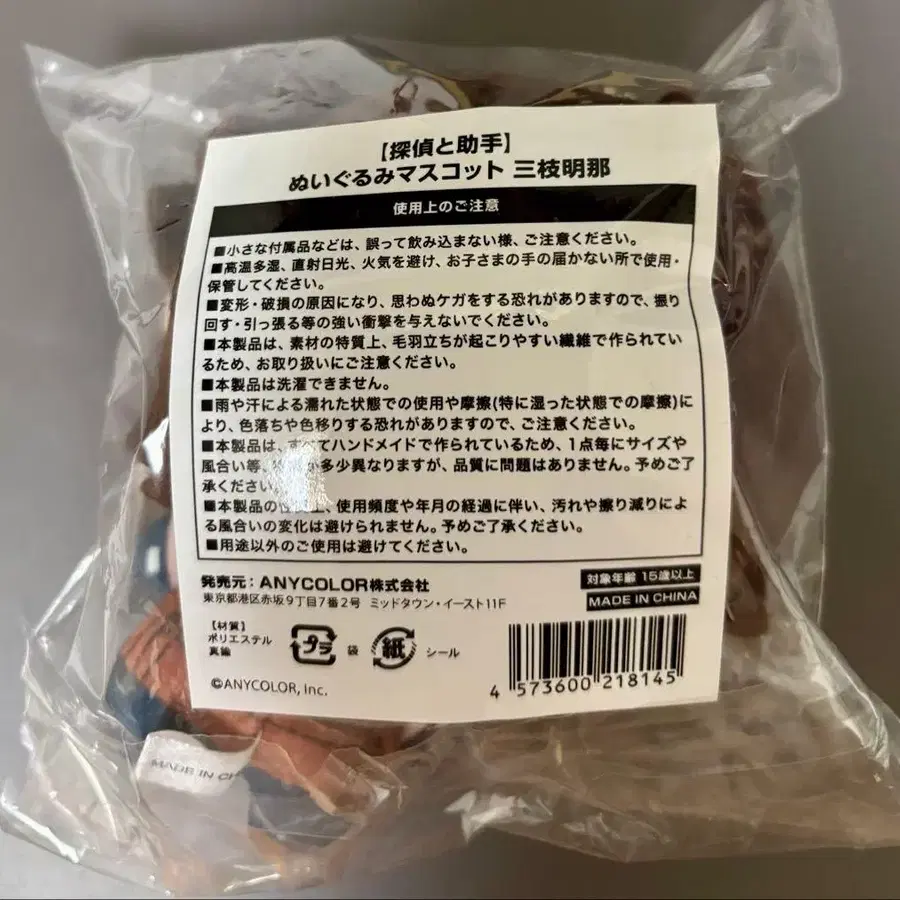 【探偵と助手】
ぬいぐるみマスコット 三枝明那
使用上のご注意
■小さな付属品などは、誤って飲み込まない様、ご注意ください。
■高温多湿、直射日光、火気を避け、お子さまの手の届かない所で使用・
保管してください。
■変形・破損の原因になり、思わぬケガをする恐れがありますので、振り
回す・引っ張る等の強い衝撃を与えないでください。
■本製品は、素材の特質上、毛羽立ちが起こりやすい繊維で作られてい
るため、お取り扱いにご注意ください。
■本製品は洗濯できません。
■雨や汗による濡れた状態での使用や摩擦(特に湿った状態での摩擦)に
より、色落ちや色移りする恐れがありますので、ご注意ください。
■本製品は、すべてハンドメイドで作られているため、1点毎にサイズや
風合い等、 多少異なりますが、品質に問題はありません。予めご了
承ください。
■本製品の 上、使用頻度や年月の経過に伴い、汚れや擦り減りによ
る風合いの変化は避けられません。予めご了承ください。
■用途以外のご使用は避けてください。
発売元：ANYCOLOR株式会社
東京都港区赤坂9丁目7番2号 ミッドタウン・イースト11F
対象年齢 15歳以上
MADE IN CHINA
【材質】
ポリエステル
真鍮
プラ 袋 紙 シール
©ANYCOLOR, Inc.
4 573600 218145
MADE IN CH